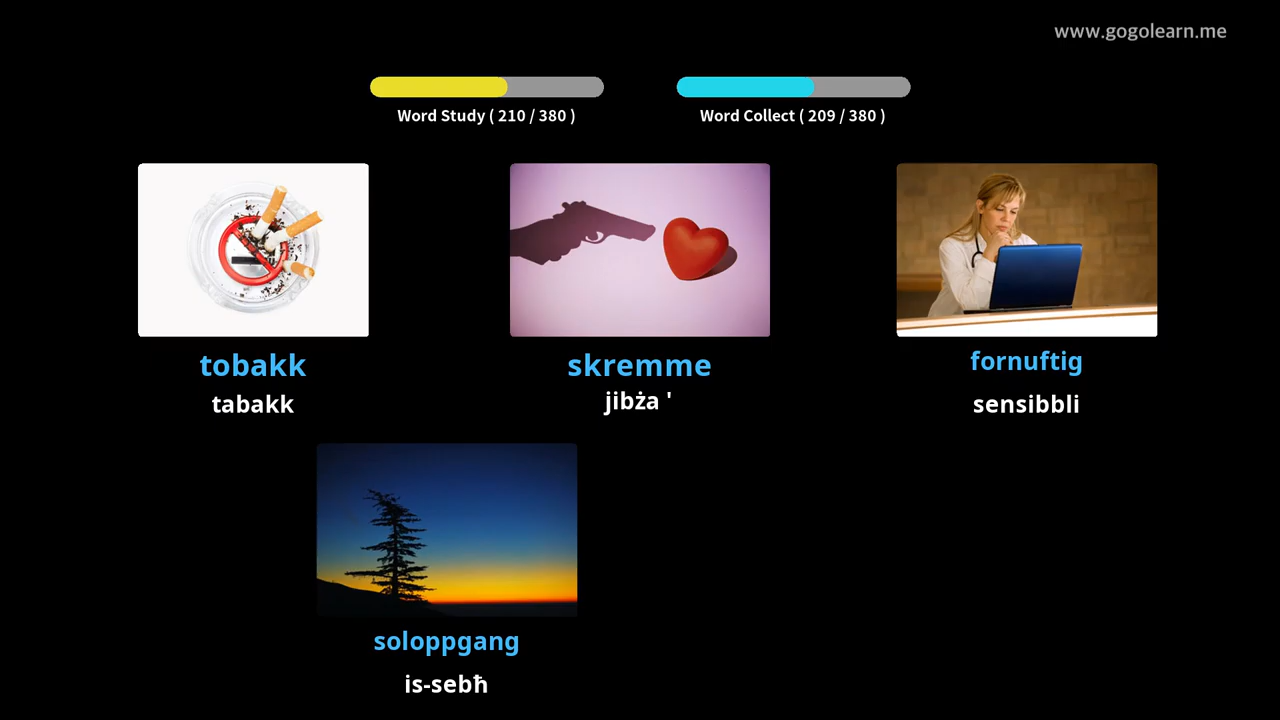 www.gogolearn.me
Word Study ( 210 / 380 )
Word Collect ( 209 / 380 )
tobakk
tabakk
skremme
jibża '
fornuftig
sensibbli
soloppgang
is-sebħ